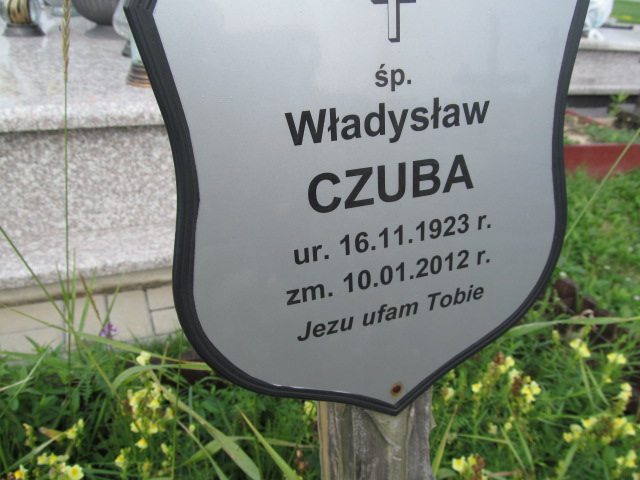 śp.
Władysław
CZUBA
ur. 16.11.1923 r.
zm. 10.01.2012 r.
Jezu ufam Tobie